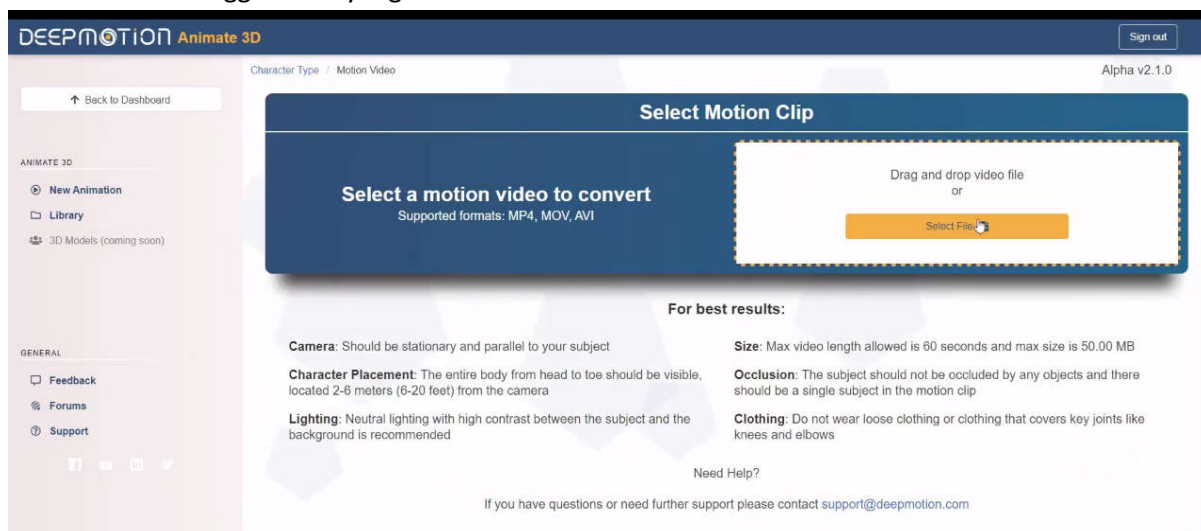 DEEPMOTION Animate 3D
Sign out
Character Type / Motion Video
Alpha v2.1.0
Back to Dashboard
Select Motion Clip
ANIMATE 3D
New Animation
Library
3D Models (coming soon)
Select a motion video to convert
Supported formats: MP4, MOV, AVI
Drag and drop video file
or
Select File
For best results:
Camera: Should be stationary and parallel to your subject
Character Placement: The entire body from head to toe should be visible,
located 2-6 meters (6-20 feet) from the camera
Lighting: Neutral lighting with high contrast between the subject and the
background is recommended
Size: Max video length allowed is 60 seconds and max size is 50.00 MB
Occlusion: The subject should not be occluded by any objects and there
should be a single subject in the motion clip
Clothing: Do not wear loose clothing or clothing that covers key joints like
knees and elbows
GENERAL
Feedback
Forums
Support
Need Help?
If you have questions or need further support please contact support@deepmotion.com